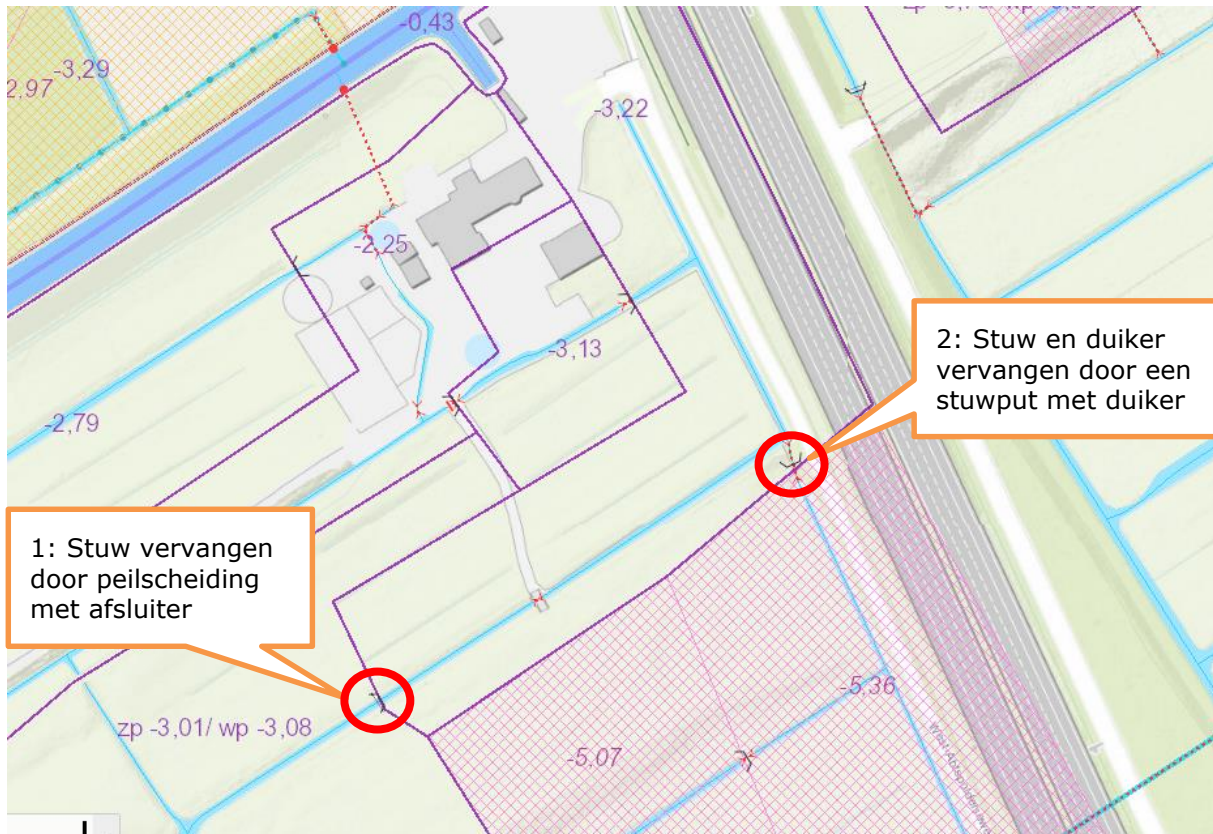 -0,43
-3,29
2,97
-3,22
-2,25
-3,13
2: Stuw en duiker
vervangen door een
stuwput met duiker
-2,79
1: Stuw vervangen
door peilscheiding
met afsluiter
-5,36
zp -3,01/ wp -3,08
-5,07